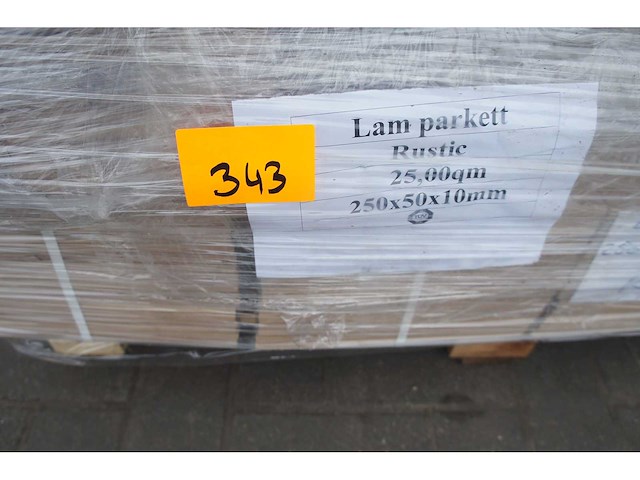 343
Lam parkett
Rustic
25,00qm
250x50x10mm